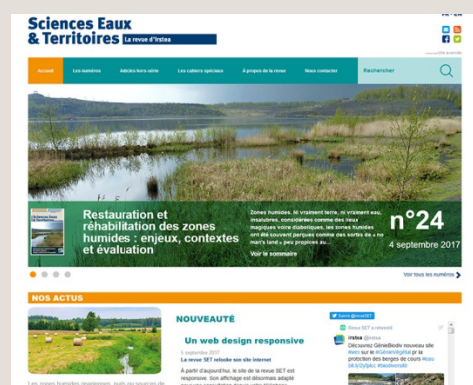 Sciences Eaux
& Territoires La revue d'Irstea
Accueil Les numéros Articles hors-série Les cahiers spéciaux A propos de la revue Nous contacter Rechercher
Restauration et
réhabilitation des zones
humides : enjeux, contextes
et évaluation
Zones humides. Ni vraiment terre, ni vraiment eau,
insalubres, considérées comme des lieux
magiques voire diaboliques, les zones humides
ont été souvent perçues comme des sortes de « no
man's land » peu propices au...
Voir le sommaire
n°24
4 septembre 2017
Voir tous les numéros
NOS ACTUS
NOUVEAUTÉ
Un web design responsive
5 septembre 2017
La revue SET relooke son site internet
A partir d'aujourd'hui, le site de la revue SET est
responsive. Son affichage est désormais adapté
Suivre @revueSET
Revue SET a retweeté
irstea @irstea
Découvrez GénieBiodiv nouveau site
#web sur le #GénieVégétal pr la
protection des berges de cours #eau
#biodiversité